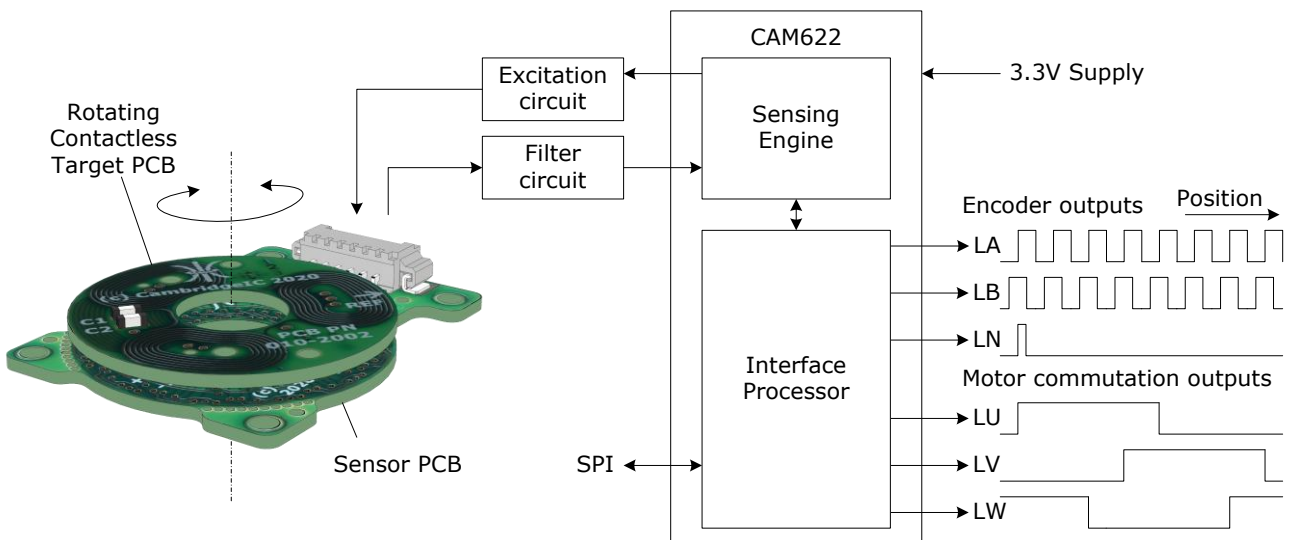 CAM622
3.3V Supply
Excitation
circuit
Sensing
Engine
Filter
circuit
Rotating
Contactless
Target PCB
Encoder outputs
Position
LA
LB
LN
Motor commutation outputs
LU
LV
LW
Interface
Processor
SPI
Sensor PCB
(c) CambridgeIC 2020
C1
C2
PCB PN
010-2002